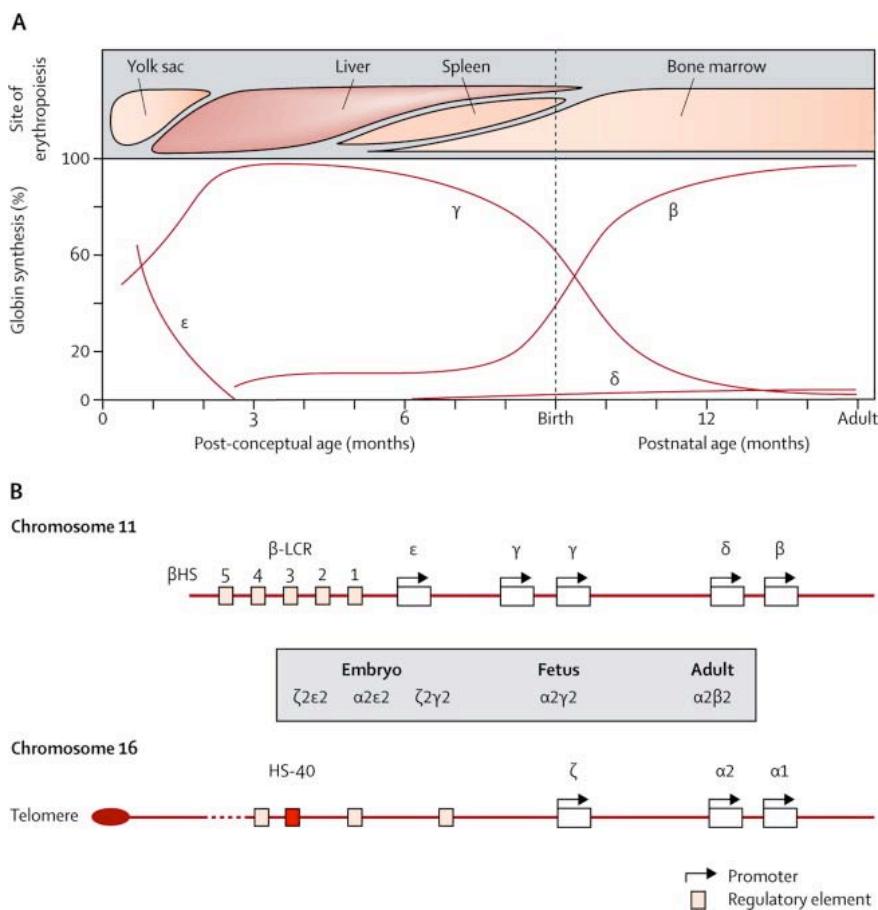 A
Site of
erythropoiesis
Yolk sac
Liver
Spleen
Bone marrow
Globin synthesis (%)
100
60
20
0
γ
β
ε
δ
0
3
6
Birth
12
Adult
Post-conceptual age (months)
Postnatal age (months)
B
Chromosome 11
β-LCR
ε γ γ δ β
βHS 5 4 3 2 1
Embryo Fetus Adult
ζ2ε2 α2ε2 ζ2γ2 α2γ2 α2β2
Chromosome 16
HS-40 ζ α2 α1
Telomere
Promoter
Regulatory element